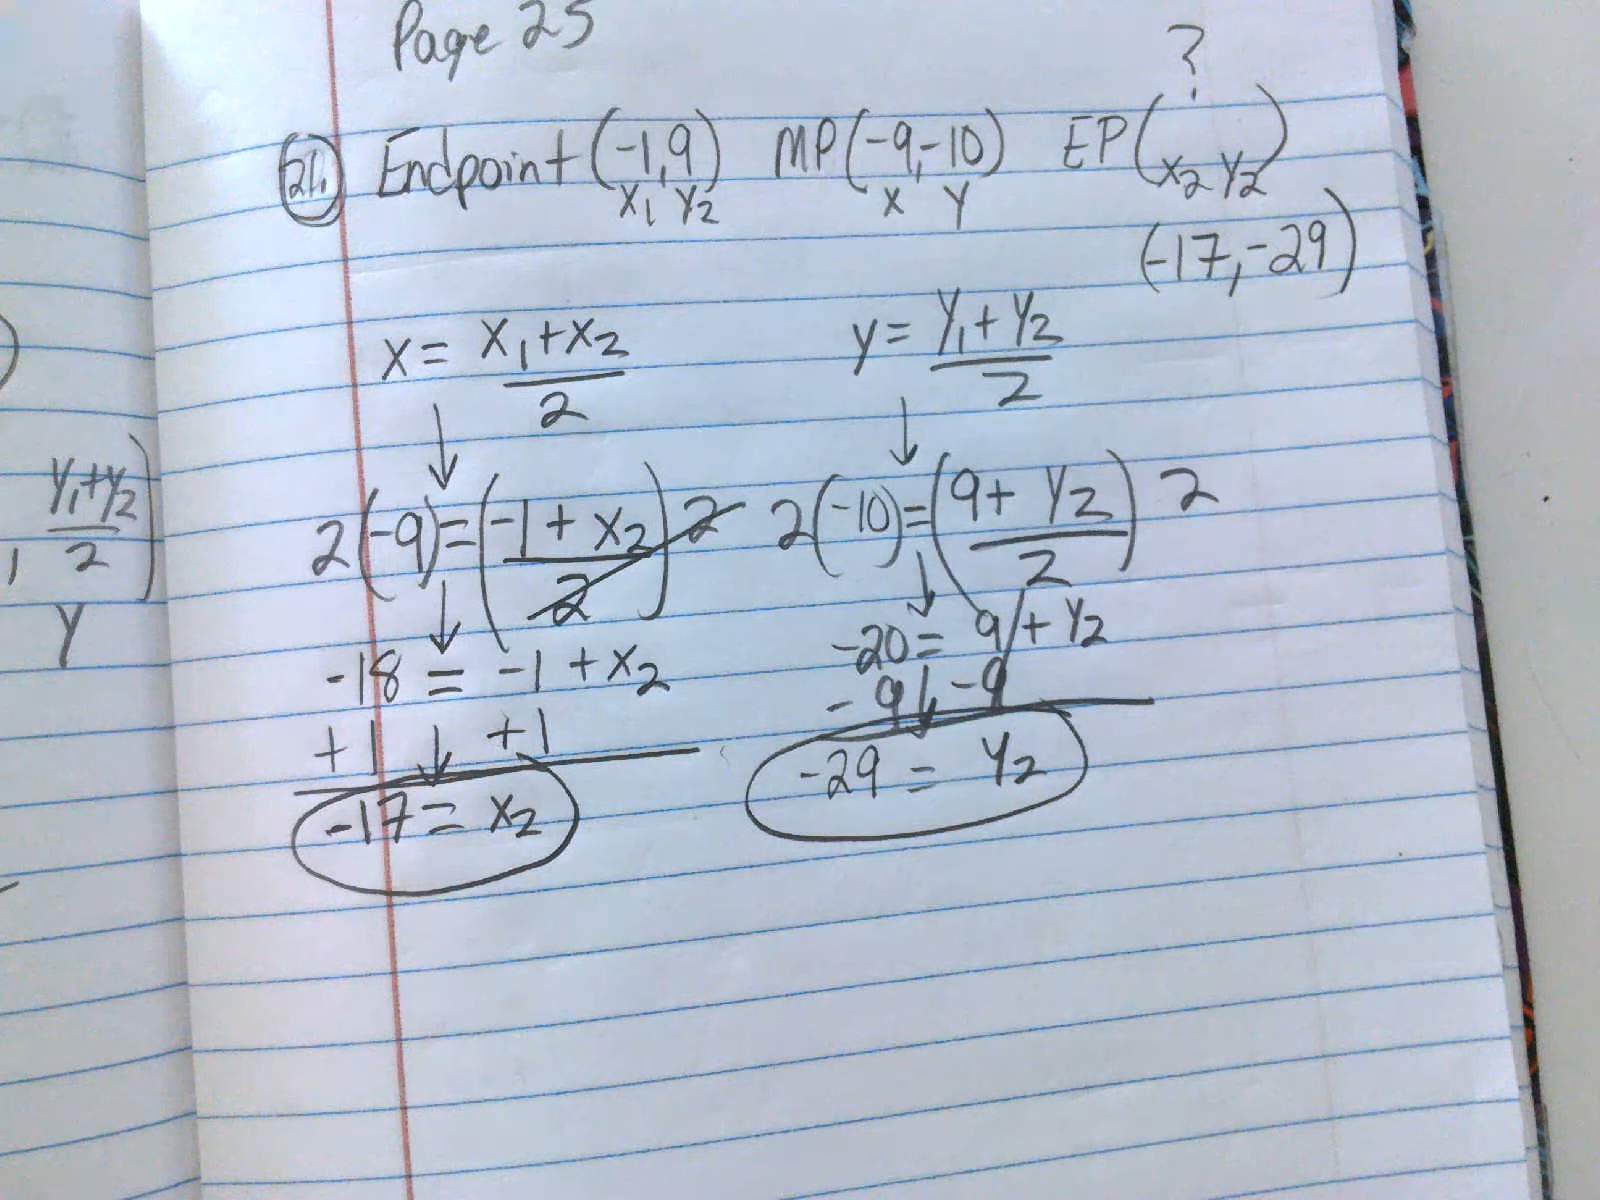 Page 25
?
21. Endpoint (-1,9) MP(-9,-10) EP( )
x₁ y₂ x y x₂ y₂
(-17,-29)
x = x₁+x₂ / 2 y = y₁+y₂ / 2
↓ ↓
2(-9)=(-1 + x₂ / 2)2 2(-10)=(9+ y₂ / 2) 2
↓ ↓
-18 = -1 + x₂ -20 = 9 + y₂
+1 ↓ +1 - 9 ↓ -9
-17 = x₂ -29 = y₂
, y₁+y₂ / 2 )
y